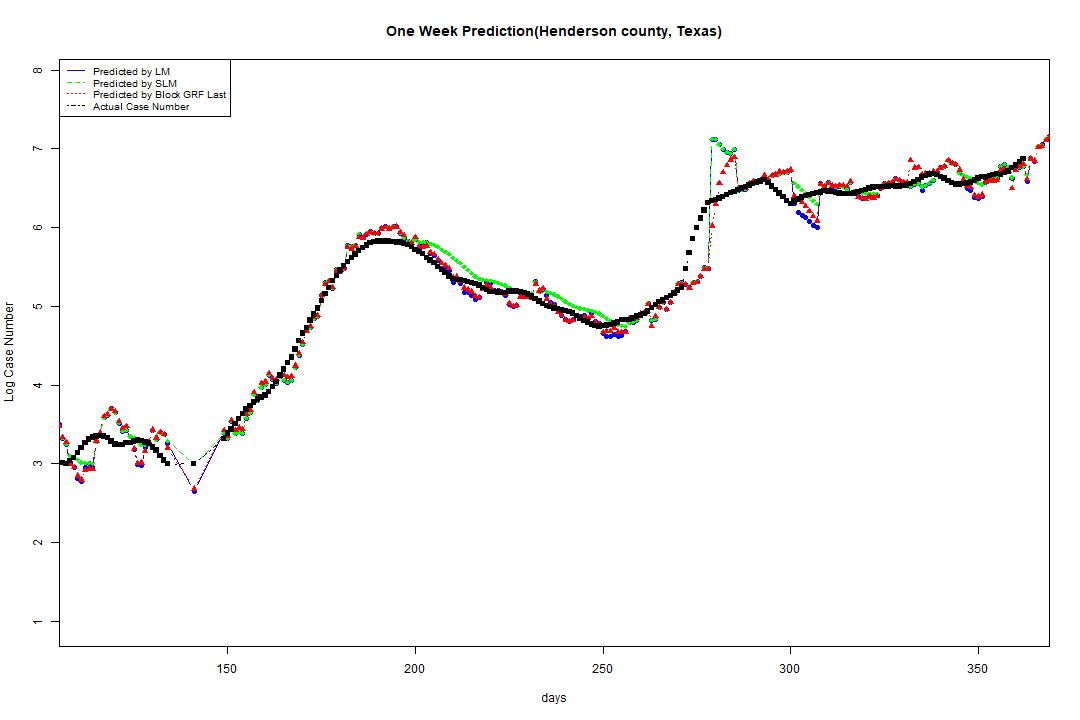 One Week Prediction(Henderson county, Texas)
Predicted by LM
Predicted by SLM
Predicted by Block GRF Last
Actual Case Number
8
7
6
5
4
3
2
1
Log Case Number
150 200 250 300 350
days